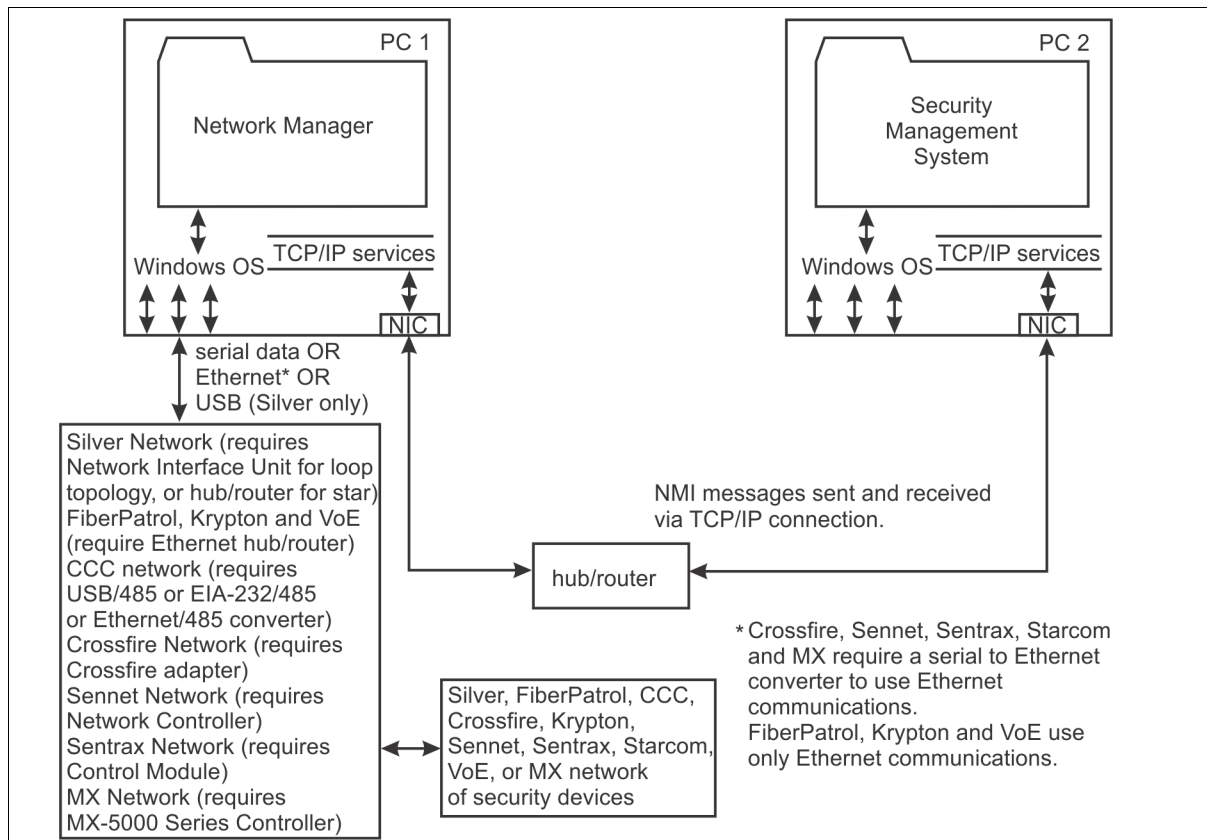 PC 1
Network Manager
TCP/IP services
Windows OS
NIC
PC 2
Security
Management
System
TCP/IP services
Windows OS
NIC
serial data OR
Ethernet* OR
USB (Silver only)
Silver Network (requires
Network Interface Unit for loop
topology, or hub/router for star)
FiberPatrol, Krypton and VoE
(require Ethernet hub/router)
CCC network (requires
USB/485 or EIA-232/485
or Ethernet/485 converter)
Crossfire Network (requires
Crossfire adapter)
Sennet Network (requires
Network Controller)
Sentrax Network (requires
Control Module)
MX Network (requires
MX-5000 Series Controller)
NMI messages sent and received
via TCP/IP connection.
hub/router
Silver, FiberPatrol, CCC,
Crossfire, Krypton,
Sennet, Sentrax, Starcom,
VoE, or MX network
of security devices
* Crossfire, Sennet, Sentrax, Starcom
and MX require a serial to Ethernet
converter to use Ethernet
communications.
FiberPatrol, Krypton and VoE use
only Ethernet communications.